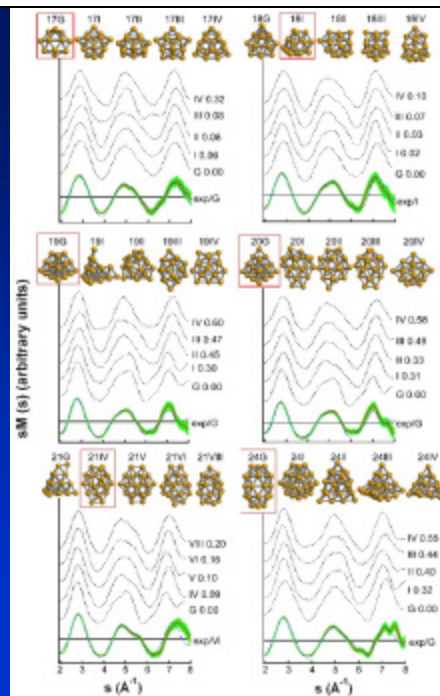 17G 17I 17II 17III 17IV
IV 0.32
III 0.08
II 0.06
I 0.06
G 0.00
exp/G
18G 18I 18II 18III 18IV
IV 0.10
III 0.07
II 0.03
I 0.02
G 0.00
exp/I
19G 19I 19II 19III 19IV
IV 0.60
III 0.47
II 0.45
I 0.30
G 0.00
exp/G
20G 20I 20II 20III 20IV
IV 0.56
III 0.49
II 0.33
I 0.31
G 0.00
exp/G
21G 21IV 21V 21VI 21VIII
VIII 0.20
VI 0.16
V 0.10
IV 0.09
G 0.00
exp/VI
24G 24I 24II 24III 24IV
IV 0.55
III 0.44
II 0.40
I 0.32
G 0.00
exp/G
2 3 4 5 6 7 8
2 3 4 5 6 7 8
s (Å⁻¹)
s (Å⁻¹)
sM (s) (arbitrary units)